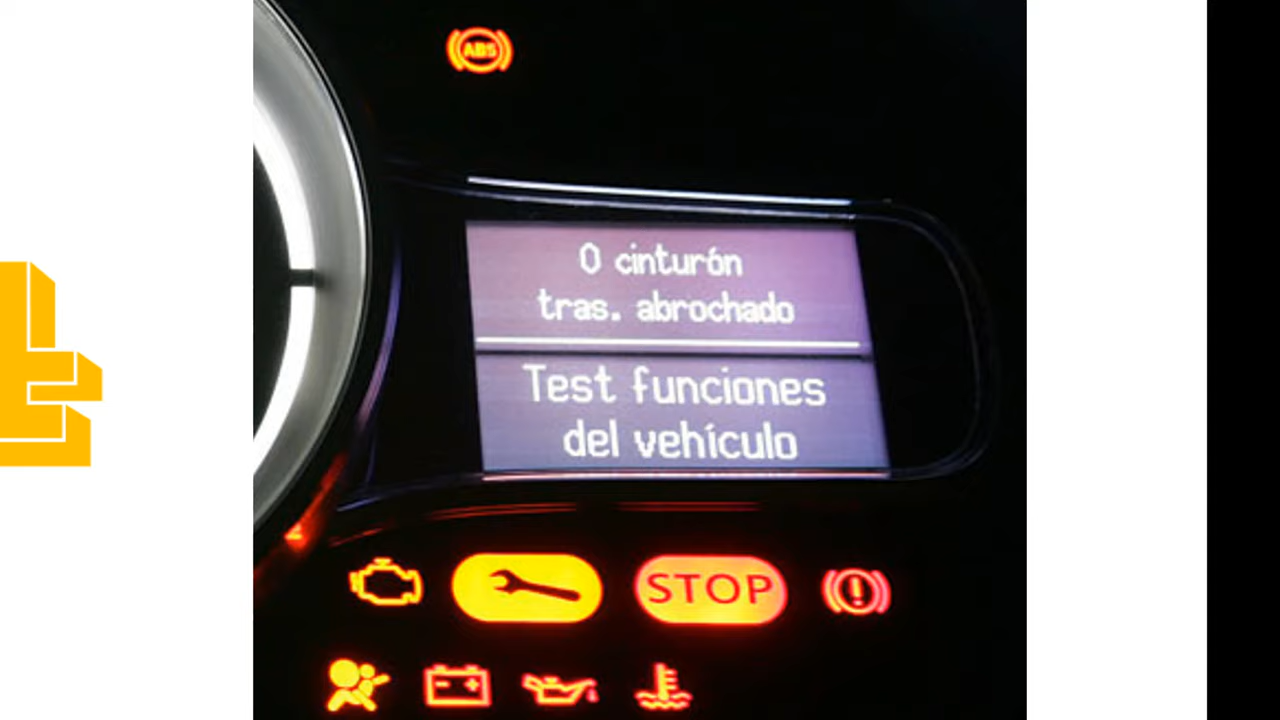 ABS
0 cinturón
tras. abrochado
Test funciones
del vehículo
STOP